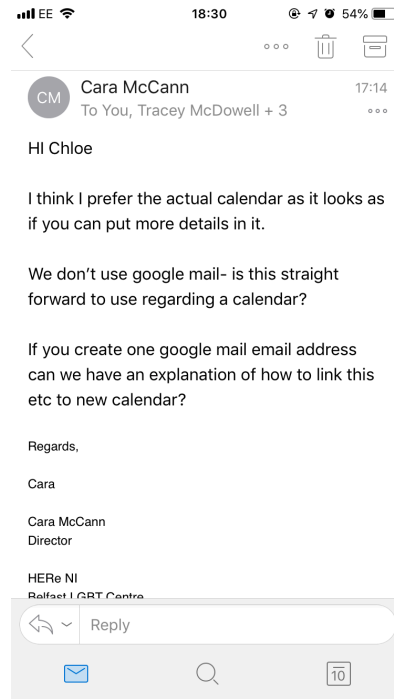 EE 18:30 54%
CM Cara McCann 17:14
To You, Tracey McDowell + 3
HI Chloe
I think I prefer the actual calendar as it looks as
if you can put more details in it.
We don't use google mail- is this straight
forward to use regarding a calendar?
If you create one google mail email address
can we have an explanation of how to link this
etc to new calendar?
Regards,
Cara
Cara McCann
Director
HERe NI
Belfast LGBT Centre
Reply
10